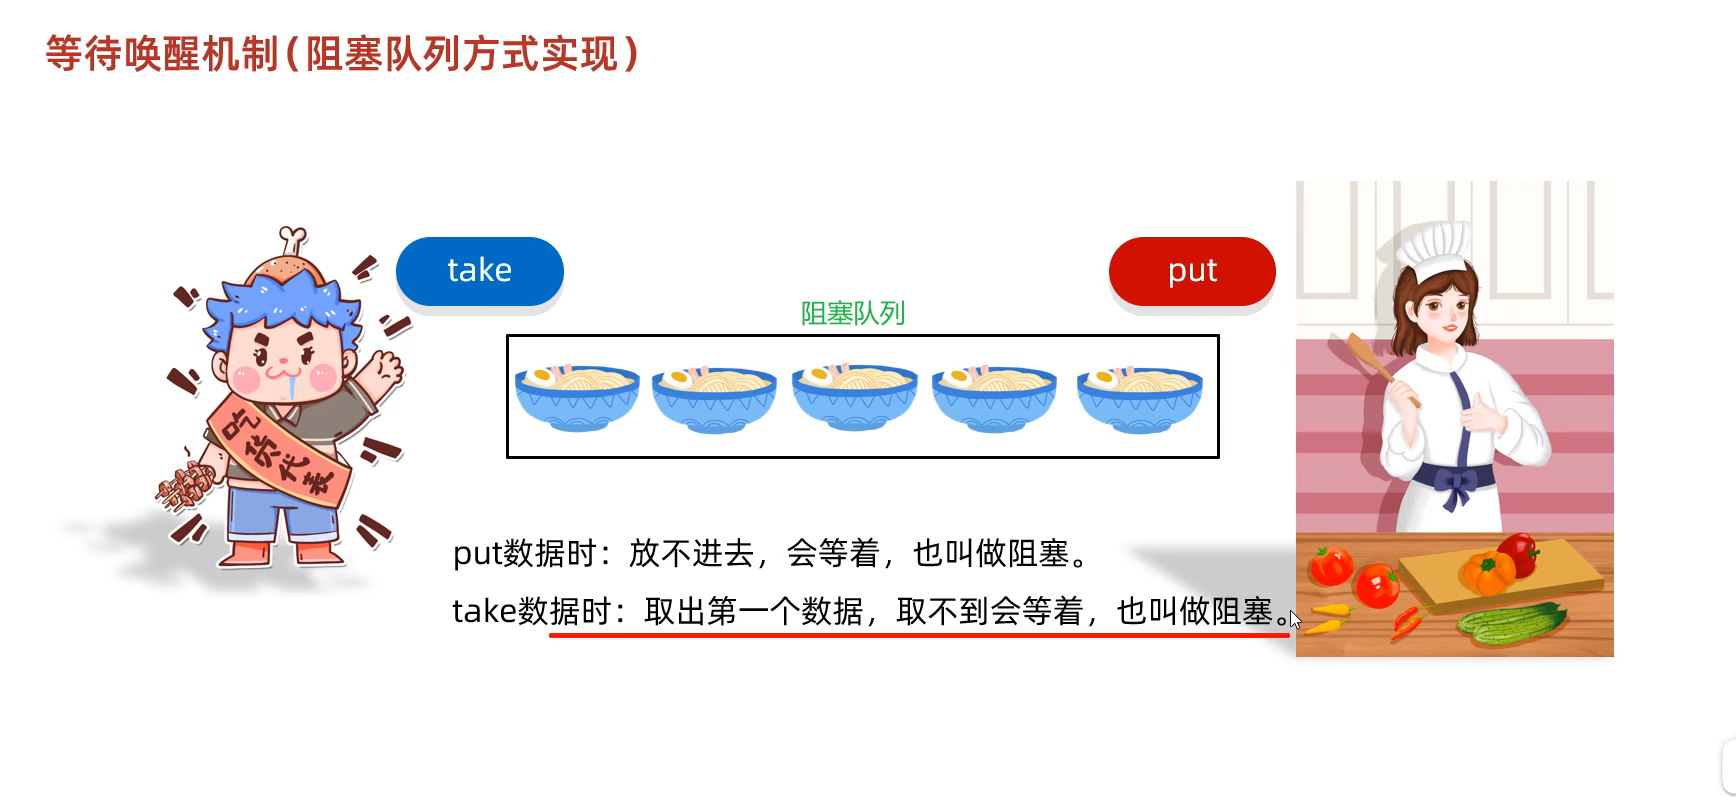 等待唤醒机制(阻塞队列方式实现)
take
put
阻塞队列
吃货代表
put数据时：放不进去，会等着，也叫做阻塞。
take数据时：取出第一个数据，取不到会等着，也叫做阻塞。